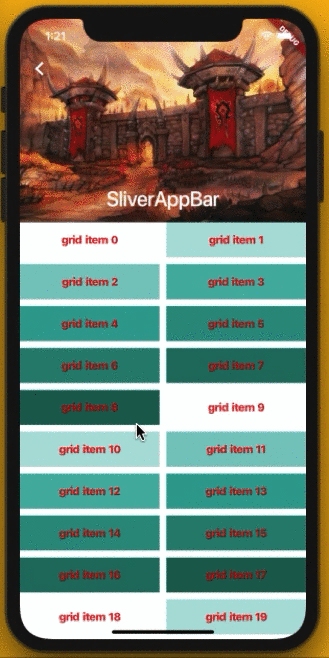 1:21
DEBUG
SliverAppBar
grid item 0 grid item 1
grid item 2 grid item 3
grid item 4 grid item 5
grid item 6 grid item 7
grid item 8 grid item 9
grid item 10 grid item 11
grid item 12 grid item 13
grid item 14 grid item 15
grid item 16 grid item 17
grid item 18 grid item 19